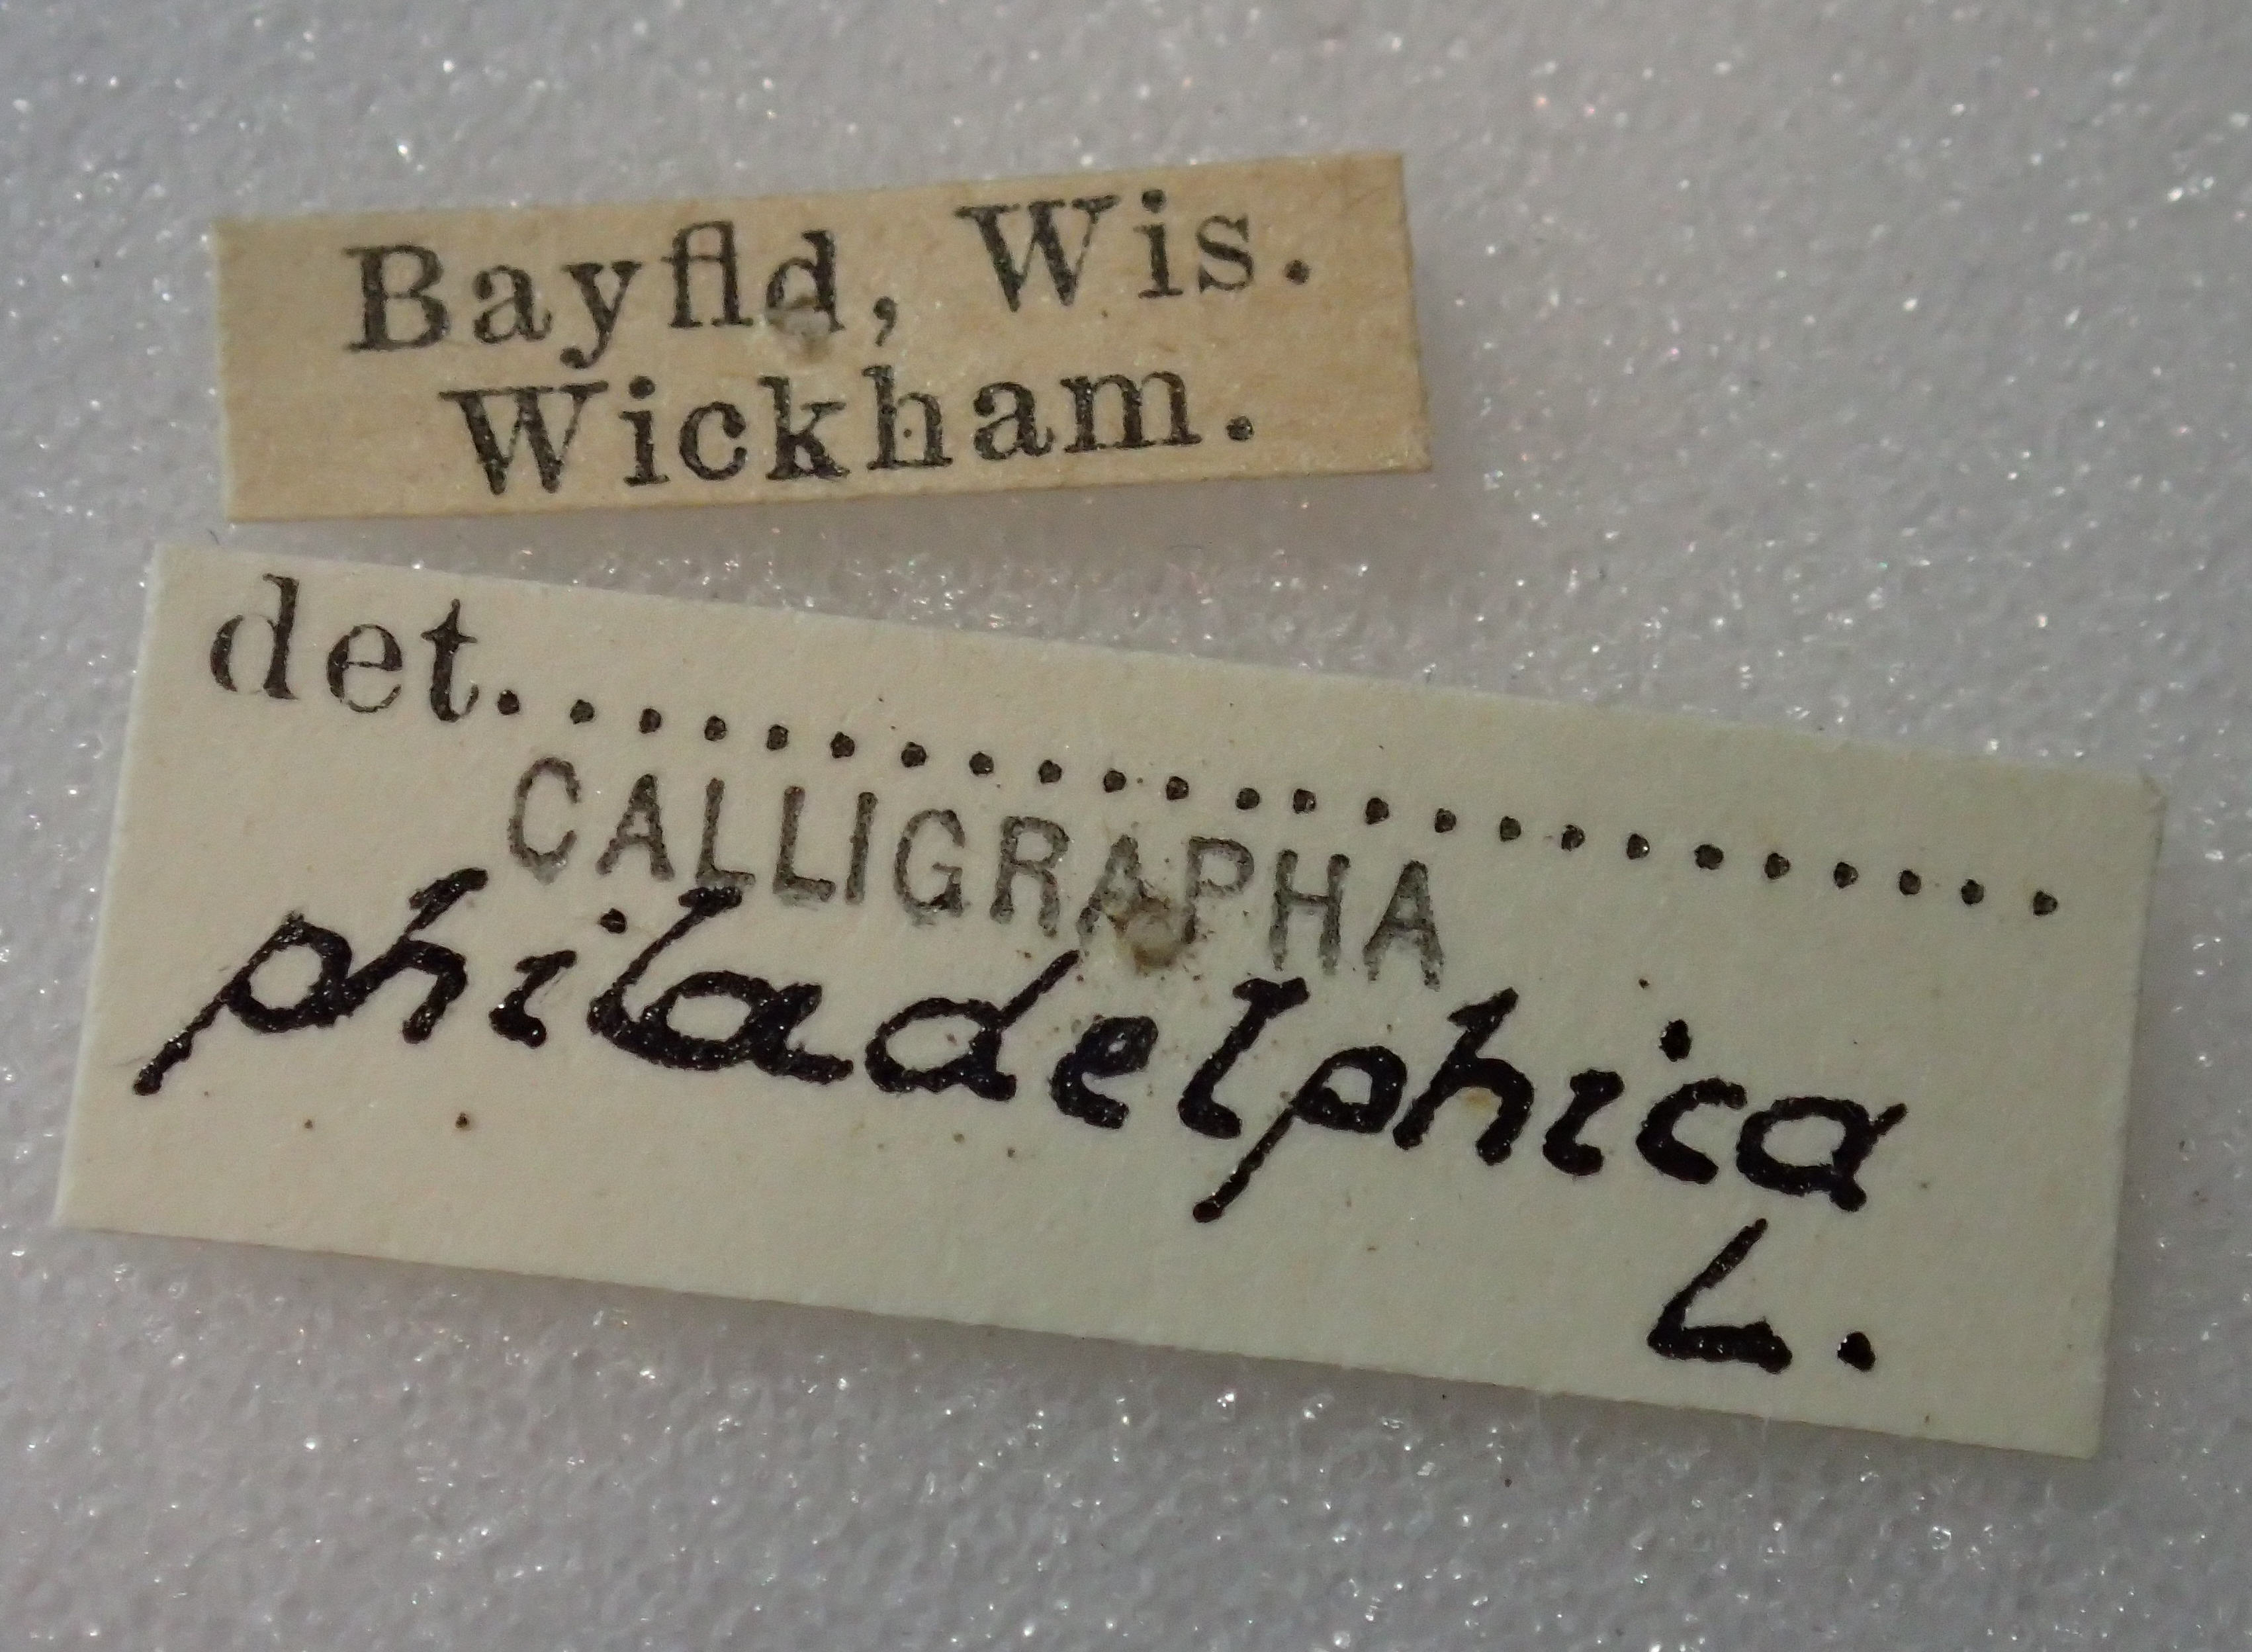 Bayfld, Wis.
Wickham.
det........................
CALLIGRAPHA
philadelphica
L.